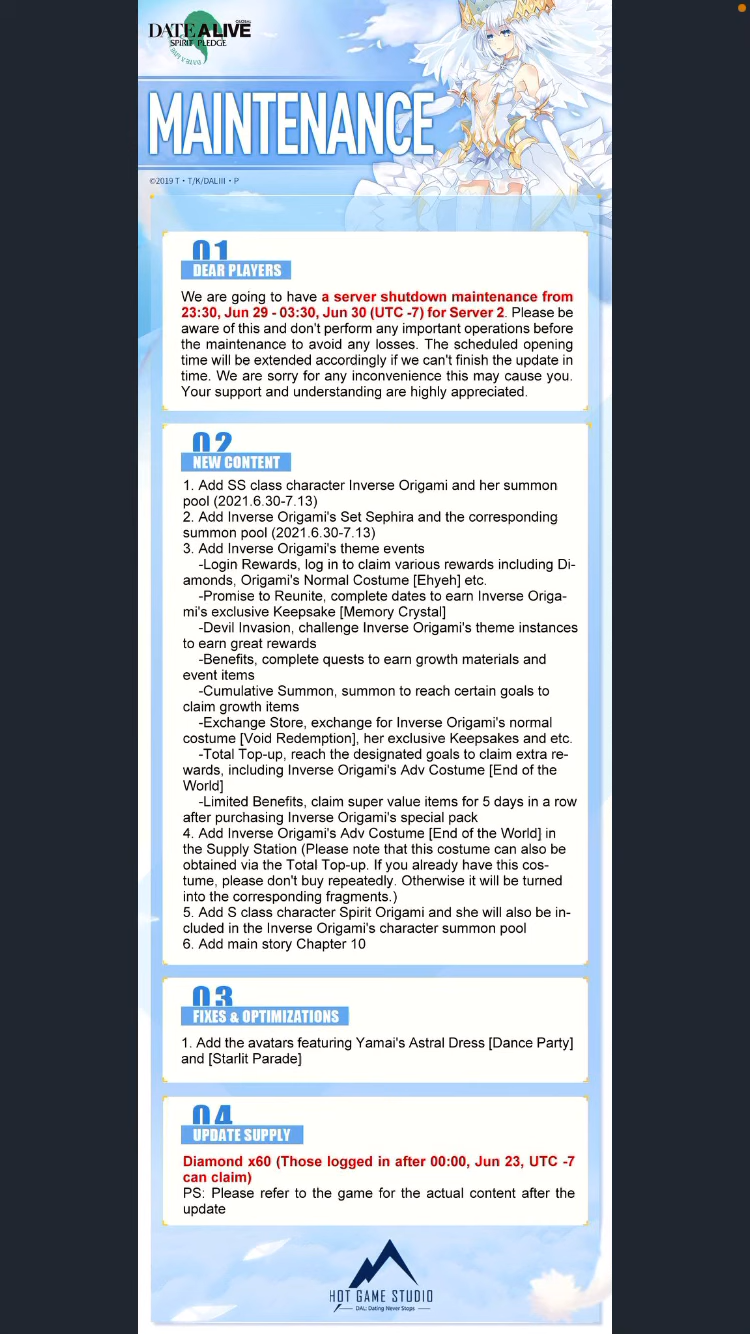 DATE A LIVE
GLOBAL
SPIRIT PLEDGE
MAINTENANCE
©2019 T・T/K/DALIII・P
01
DEAR PLAYERS
We are going to have a server shutdown maintenance from
23:30, Jun 29 - 03:30, Jun 30 (UTC -7) for Server 2. Please be
aware of this and don't perform any important operations before
the maintenance to avoid any losses. The scheduled opening
time will be extended accordingly if we can't finish the update in
time. We are sorry for any inconvenience this may cause you.
Your support and understanding are highly appreciated.
02
NEW CONTENT
1. Add SS class character Inverse Origami and her summon
pool (2021.6.30-7.13)
2. Add Inverse Origami's Set Sephira and the corresponding
summon pool (2021.6.30-7.13)
3. Add Inverse Origami's theme events
-Login Rewards, log in to claim various rewards including Di-
amonds, Origami's Normal Costume [Ehyeh] etc.
-Promise to Reunite, complete dates to earn Inverse Origa-
mi's exclusive Keepsake [Memory Crystal]
-Devil Invasion, challenge Inverse Origami's theme instances
to earn great rewards
-Benefits, complete quests to earn growth materials and
event items
-Cumulative Summon, summon to reach certain goals to
claim growth items
-Exchange Store, exchange for Inverse Origami's normal
costume [Void Redemption], her exclusive Keepsakes and etc.
-Total Top-up, reach the designated goals to claim extra re-
wards, including Inverse Origami's Adv Costume [End of the
World]
-Limited Benefits, claim super value items for 5 days in a row
after purchasing Inverse Origami's special pack
4. Add Inverse Origami's Adv Costume [End of the World] in
the Supply Station (Please note that this costume can also be
obtained via the Total Top-up. If you already have this cos-
tume, please don't buy repeatedly. Otherwise it will be turned
into the corresponding fragments.)
5. Add S class character Spirit Origami and she will also be in-
cluded in the Inverse Origami's character summon pool
6. Add main story Chapter 10
03
FIXES & OPTIMIZATIONS
1. Add the avatars featuring Yamai's Astral Dress [Dance Party]
and [Starlit Parade]
04
UPDATE SUPPLY
Diamond x60 (Those logged in after 00:00, Jun 23, UTC -7
can claim)
PS: Please refer to the game for the actual content after the
update
HOT GAME STUDIO
DAL: Dating Never Stops